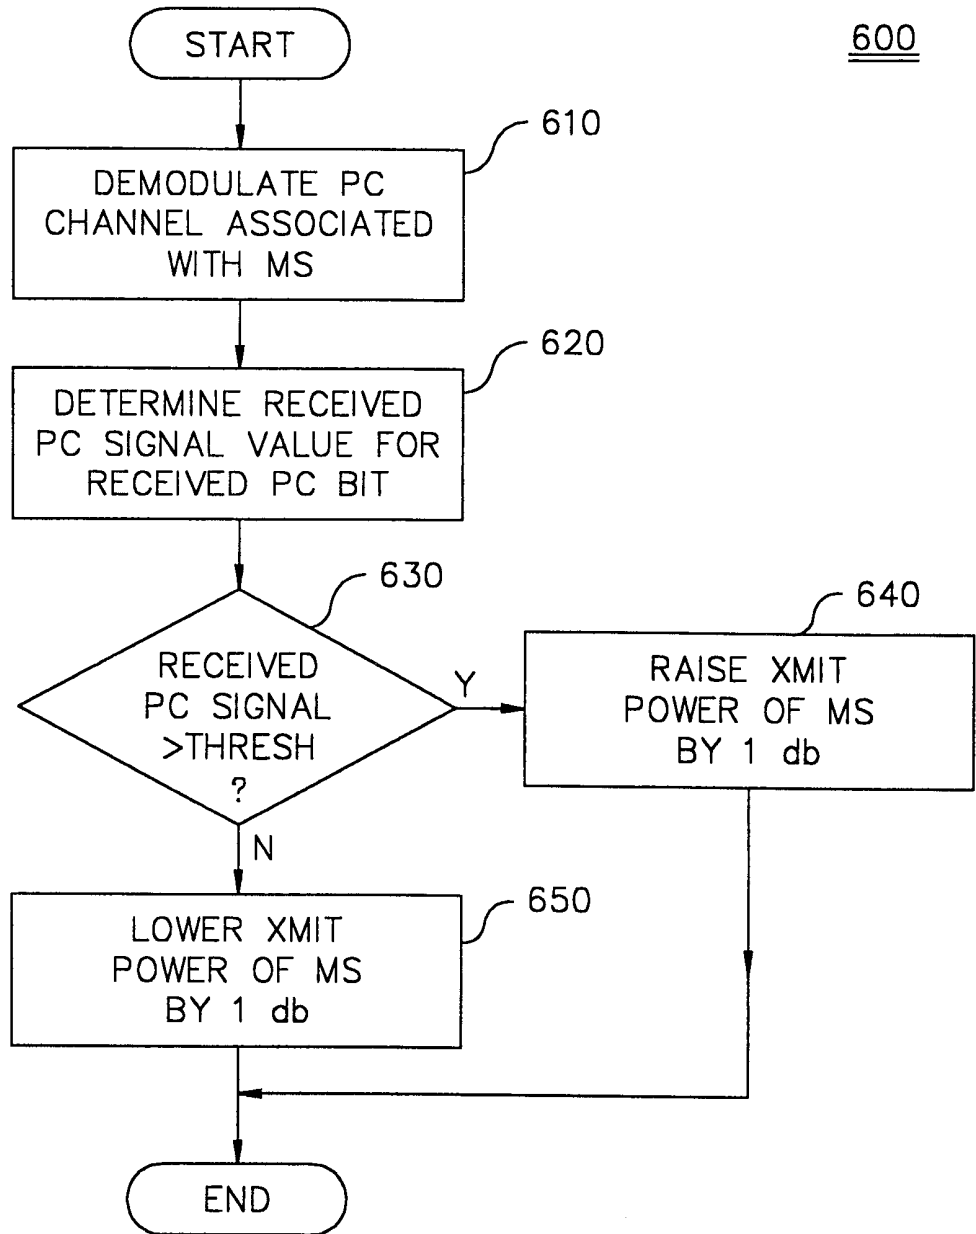 START
600
610
DEMODULATE PC
CHANNEL ASSOCIATED
WITH MS
620
DETERMINE RECEIVED
PC SIGNAL VALUE FOR
RECEIVED PC BIT
630
RECEIVED
PC SIGNAL
>THRESH
?
Y
640
RAISE XMIT
POWER OF MS
BY 1 db
N
650
LOWER XMIT
POWER OF MS
BY 1 db
END